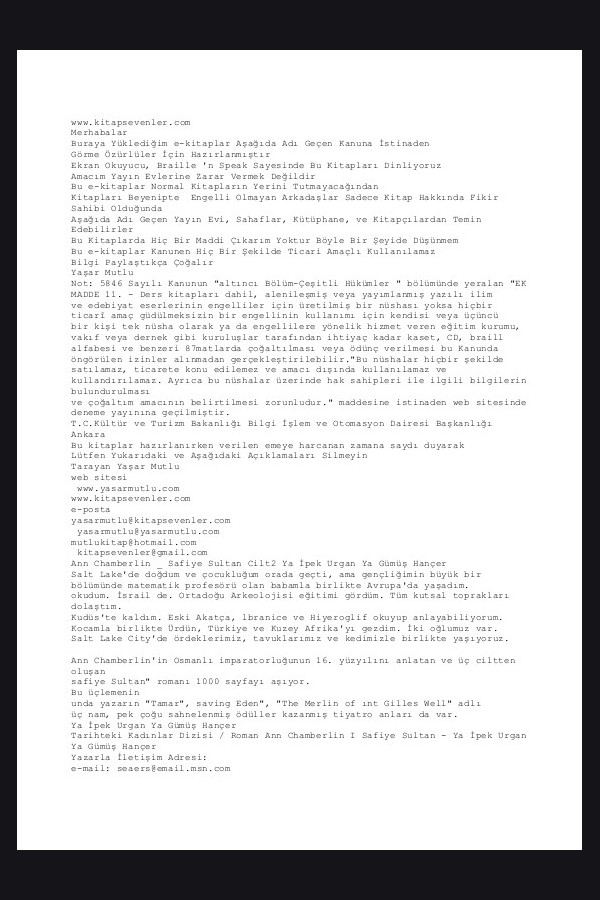 www.kitapsevenler.com
Merhabalar
Buraya Yüklediğim e-kitaplar Aşağıda Adı Geçen Kanuna İstinaden
Görme Özürlüler İçin Hazırlanmıştır
Ekran Okuyucu, Braille 'n Speak Sayesinde Bu Kitapları Dinliyoruz
Amacım Yayın Evlerine Zarar Vermek Değildir
Bu e-kitaplar Normal Kitapların Yerini Tutmayacağından
Kitapları Beyenipte  Engelli Olmayan Arkadaşlar Sadece Kitap Hakkında Fikir
Sahibi Olduğunda
Aşağıda Adı Geçen Yayın Evi, Sahaflar, Kütüphane, ve Kitapçılardan Temin
Edebilirler
Bu Kitaplarda Hiç Bir Maddi Çıkarım Yoktur Böyle Bir Şeyide Düşünmem
Bu e-kitaplar Kanunen Hiç Bir Şekilde Ticari Amaçlı Kullanılamaz
Bilgi Paylaştıkça Çoğalır
Yaşar Mutlu
Not: 5846 Sayılı Kanunun "altıncı Bölüm-Çeşitli Hükümler " bölümünde yeralan "EK
MADDE 11. - Ders kitapları dahil, alenileşmiş veya yayımlanmış yazılı ilim
ve edebiyat eserlerinin engelliler için üretilmiş bir nüshası yoksa hiçbir
ticarî amaç güdülmeksizin bir engellinin kullanımı için kendisi veya üçüncü
bir kişi tek nüsha olarak ya da engellilere yönelik hizmet veren eğitim kurumu,
vakıf veya dernek gibi kuruluşlar tarafından ihtiyaç kadar kaset, CD, braill
alfabesi ve benzeri 87matlarda çoğaltılması veya ödünç verilmesi bu Kanunda
öngörülen izinler alınmadan gerçekleştirilebilir."Bu nüshalar hiçbir şekilde
satılamaz, ticarete konu edilemez ve amacı dışında kullanılamaz ve
kullandırılamaz. Ayrıca bu nüshalar üzerinde hak sahipleri ile ilgili bilgilerin
bulundurulması
ve çoğaltım amacının belirtilmesi zorunludur." maddesine istinaden web sitesinde
deneme yayınına geçilmiştir.
T.C.Kültür ve Turizm Bakanlığı Bilgi İşlem ve Otomasyon Dairesi Başkanlığı
Ankara
Bu kitaplar hazırlanırken verilen emeye harcanan zamana saydı duyarak
Lütfen Yukarıdaki ve Aşağıdaki Açıklamaları Silmeyin
Tarayan Yaşar Mutlu
web sitesi
www.yasarmutlu.com
www.kitapsevenler.com
e-posta
yasarmutlu@kitapsevenler.com
yasarmutlu@yasarmutlu.com
mutlukitap@hotmail.com
kitapsevenler@gmail.com
Ann Chamberlin _ Safiye Sultan Cilt2 Ya İpek Urgan Ya Gümüş Hançer
Salt Lake'de doğdum ve çocukluğum orada geçti, ama gençliğimin büyük bir
bölümünde matematik profesörü olan babamla birlikte Avrupa'da yaşadım.
okudum. İsrail de. Ortadoğu Arkeolojisi eğitimi gördüm. Tüm kutsal toprakları
dolaştım.
Kudüs'te kaldım. Eski Akatça, lbranice ve Hiyeroglif okuyup anlayabiliyorum.
Kocamla birlikte Ürdün, Türkiye ve Kuzey Afrika'yı gezdim. İki oğlumuz var.
Salt Lake City'de ördeklerimiz, tavuklarımız ve kedimizle birlikte yaşıyoruz.
Ann Chamberlin'in Osmanlı imparatorluğunun 16. yüzyılını anlatan ve üç ciltten
oluşan
safiye Sultan" romanı 1000 sayfayı aşıyor.
Bu üçlemenin
unda yazarın "Tamar", saving Eden", "The Merlin of ınt Gilles Well" adlı
üç nam, pek çoğu sahnelenmiş ödüller kazanmış tiyatro anları da var.
Ya İpek Urgan Ya Gümüş Hançer
Tarihteki Kadınlar Dizisi / Roman Ann Chamberlin I Safiye Sultan - Ya İpek Urgan
Ya Gümüş Hançer
Yazarla İletişim Adresi:
e-mail: seaers@email.msn.com